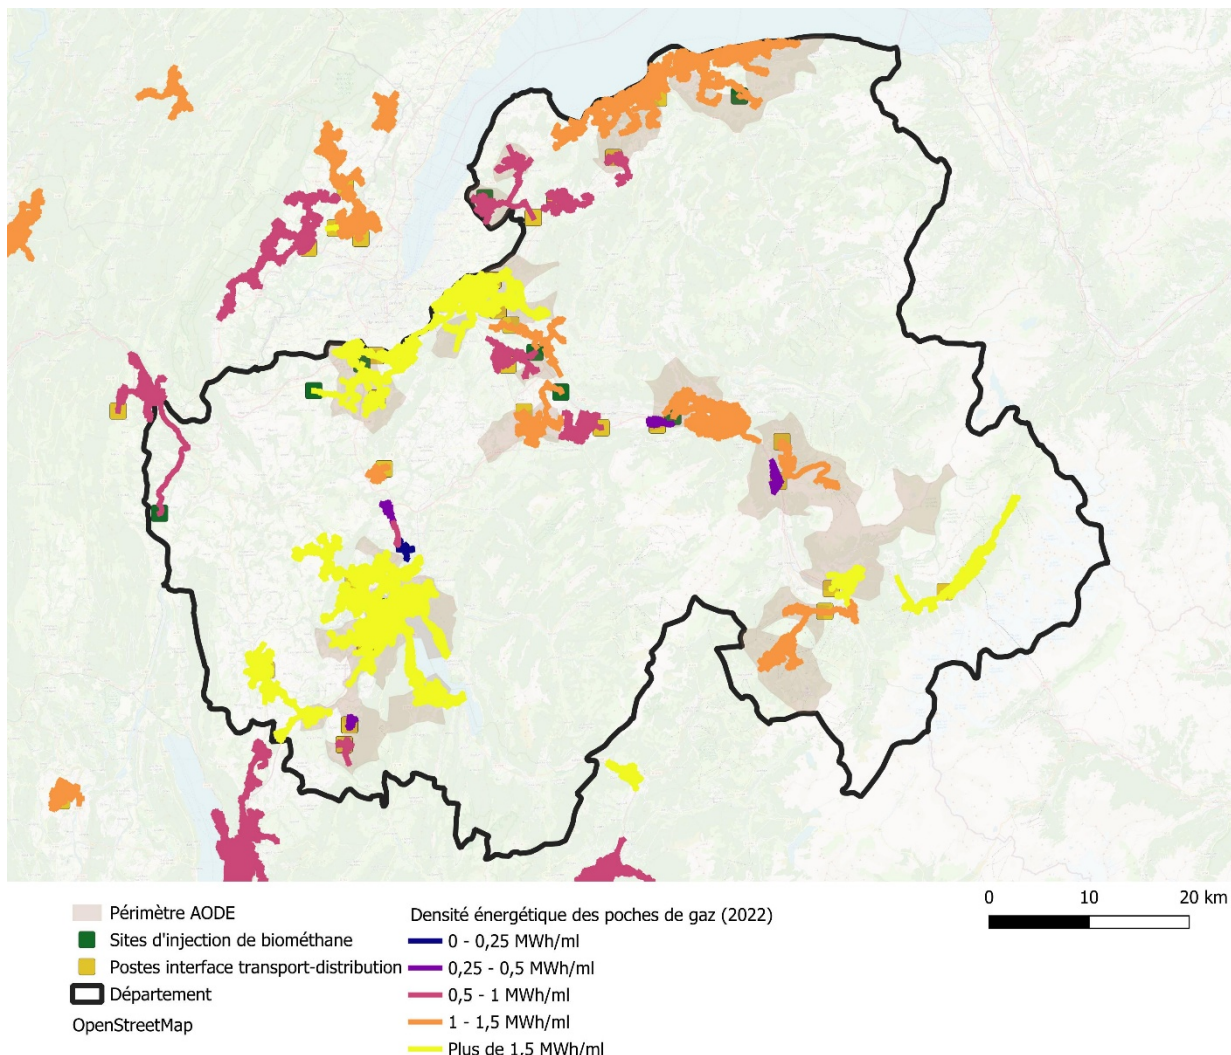 0 10 20 km
Périmètre AODE
Sites d'injection de biométhane
Postes interface transport-distribution
Département
OpenStreetMap
Densité énergétique des poches de gaz (2022)
0 - 0,25 MWh/ml
0,25 - 0,5 MWh/ml
0,5 - 1 MWh/ml
1 - 1,5 MWh/ml
Plus de 1,5 MWh/ml